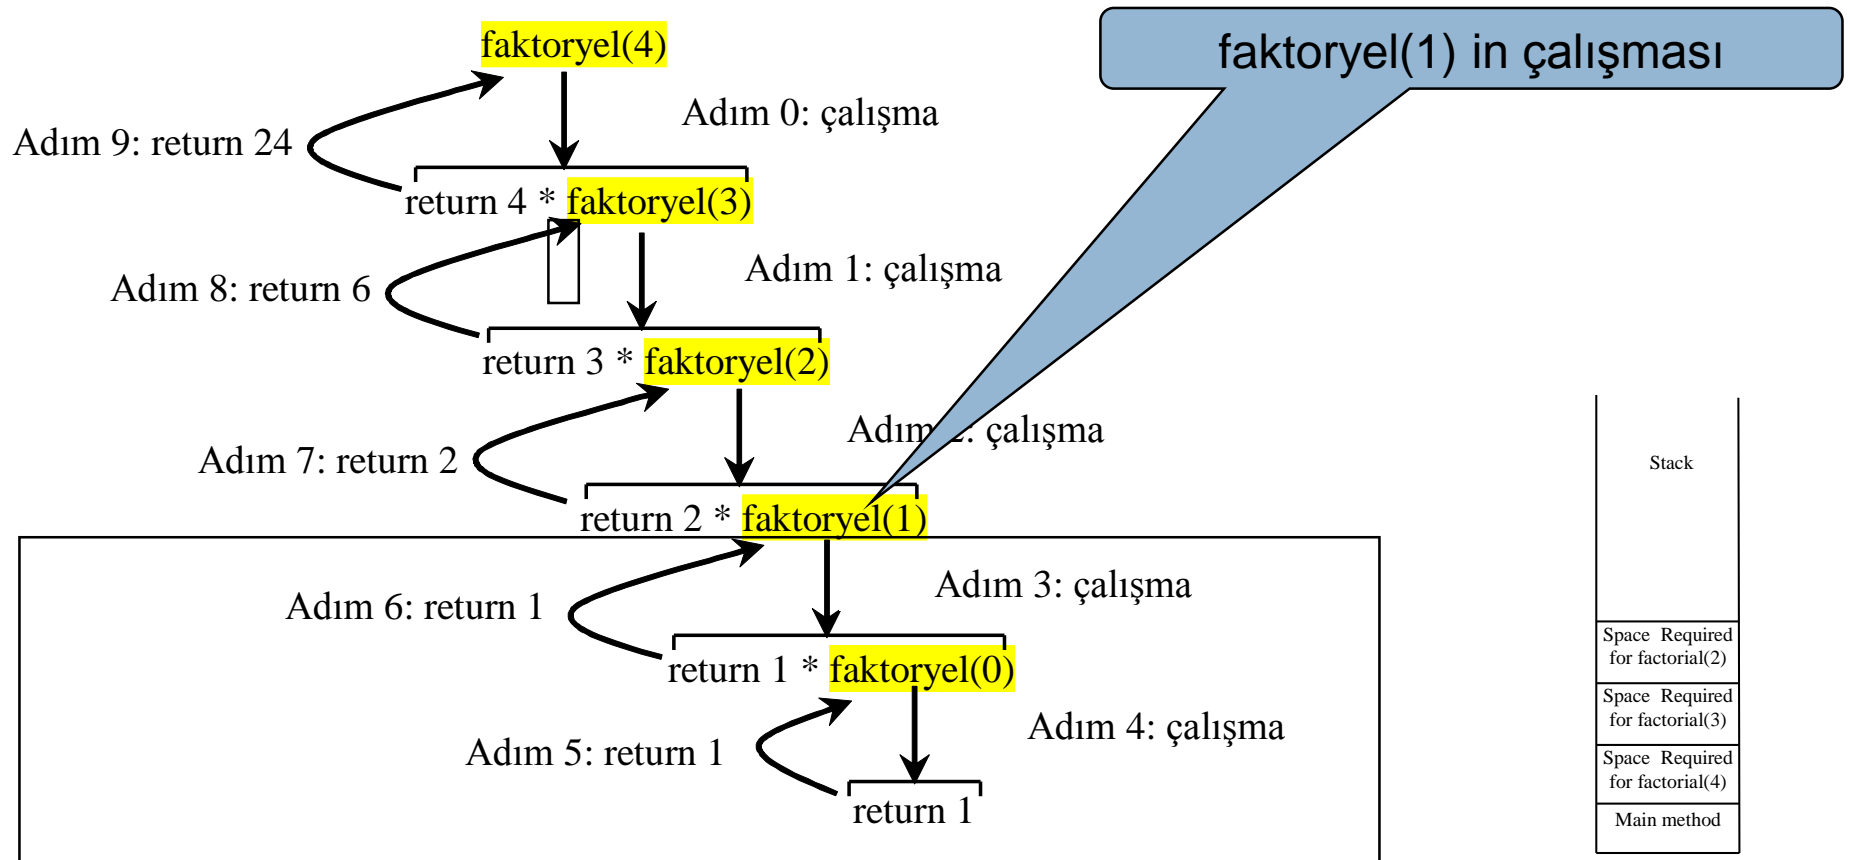 faktoryel(4)
faktoryel(1) in çalışması
Adım 0: çalışma
Adım 9: return 24
return 4 * faktoryel(3)
Adım 1: çalışma
Adım 8: return 6
return 3 * faktoryel(2)
Adım 2: çalışma
Adım 7: return 2
return 2 * faktoryel(1)
Adım 3: çalışma
Adım 6: return 1
return 1 * faktoryel(0)
Adım 4: çalışma
Adım 5: return 1
return 1
Stack
Space Required
for factorial(2)
Space Required
for factorial(3)
Space Required
for factorial(4)
Main method